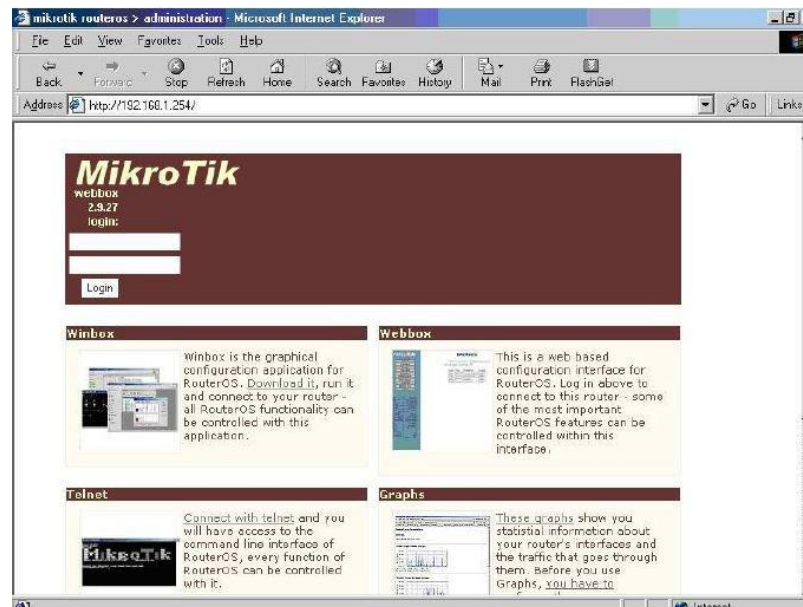 mikrotik routeros > administration - Microsoft Internet Explorer
File Edit View Favorites Tools Help
Back Forward Stop Refresh Home Search Favorites History Mail Print FlashGet
Address http://192.168.1.254/ Go Links
MikroTik
webbox
2.9.27
login:
Login
Winbox
Winbox is the graphical
configuration application for
RouterOS. Download it, run it
and connect to your router -
all RouterOS functionality can
be controlled with this
application.
Webbox
This is a web based
configuration interface for
RouterOS. Log in above to
connect to this router - some
of the most important
RouterOS features can be
controlled within this
interface.
Telnet
Connect with telnet and you
will have access to the
command line interface of
RouterOS, every function of
RouterOS can be controlled
with it.
MikroTik
Graphs
These graphs show you
statistial information about
your router's interfaces and
the traffic that goes through
them. Before you use
Graphs, you have to
Internet